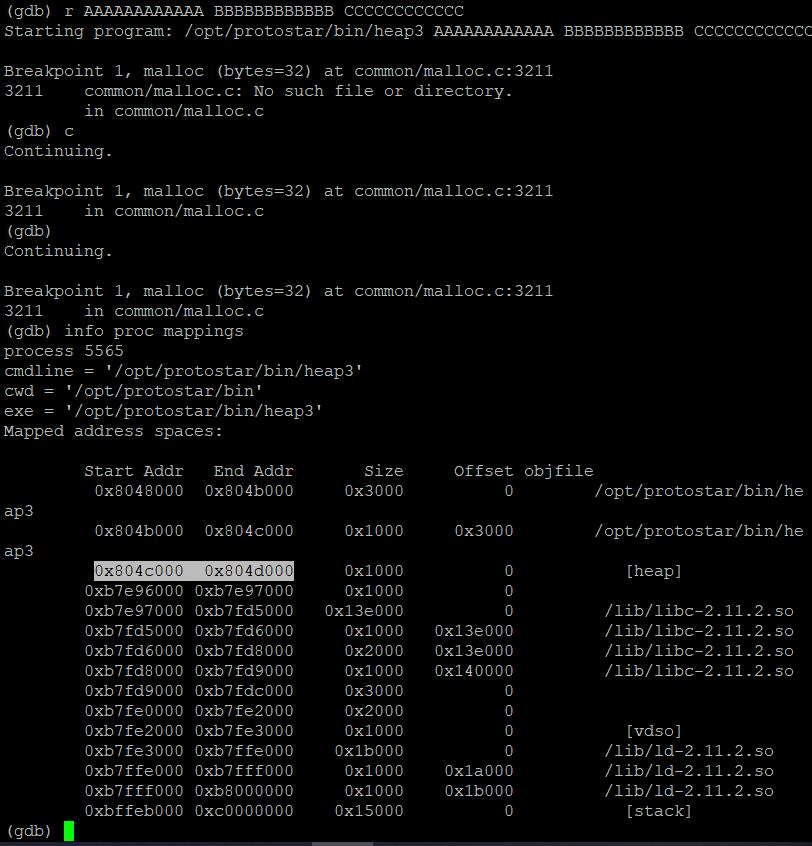 (gdb) r AAAAAAAAAAAA BBBBBBBBBBBB CCCCCCCCCCCC
Starting program: /opt/protostar/bin/heap3 AAAAAAAAAAAA BBBBBBBBBBBB CCCCCCCCCCCC
Breakpoint 1, malloc (bytes=32) at common/malloc.c:3211
3211    common/malloc.c: No such file or directory.
        in common/malloc.c
(gdb) c
Continuing.
Breakpoint 1, malloc (bytes=32) at common/malloc.c:3211
3211    in common/malloc.c
(gdb)
Continuing.
Breakpoint 1, malloc (bytes=32) at common/malloc.c:3211
3211    in common/malloc.c
(gdb) info proc mappings
process 5565
cmdline = '/opt/protostar/bin/heap3'
cwd = '/opt/protostar/bin'
exe = '/opt/protostar/bin/heap3'
Mapped address spaces:
        Start Addr   End Addr       Size     Offset objfile
         0x8048000  0x804b000     0x3000          0        /opt/protostar/bin/he
ap3
         0x804b000  0x804c000     0x1000     0x3000        /opt/protostar/bin/he
ap3
         0x804c000  0x804d000     0x1000          0           [heap]
        0xb7e96000 0xb7e97000     0x1000          0
        0xb7e97000 0xb7fd5000   0x13e000          0         /lib/libc-2.11.2.so
        0xb7fd5000 0xb7fd6000     0x1000   0x13e000         /lib/libc-2.11.2.so
        0xb7fd6000 0xb7fd8000     0x2000   0x13e000         /lib/libc-2.11.2.so
        0xb7fd8000 0xb7fd9000     0x1000   0x140000         /lib/libc-2.11.2.so
        0xb7fd9000 0xb7fdc000     0x3000          0
        0xb7fe0000 0xb7fe2000     0x2000          0
        0xb7fe2000 0xb7fe3000     0x1000          0           [vdso]
        0xb7fe3000 0xb7ffe000    0x1b000          0         /lib/ld-2.11.2.so
        0xb7ffe000 0xb7fff000     0x1000    0x1a000         /lib/ld-2.11.2.so
        0xb7fff000 0xb8000000     0x1000    0x1b000         /lib/ld-2.11.2.so
        0xbffeb000 0xc0000000    0x15000          0           [stack]
(gdb)